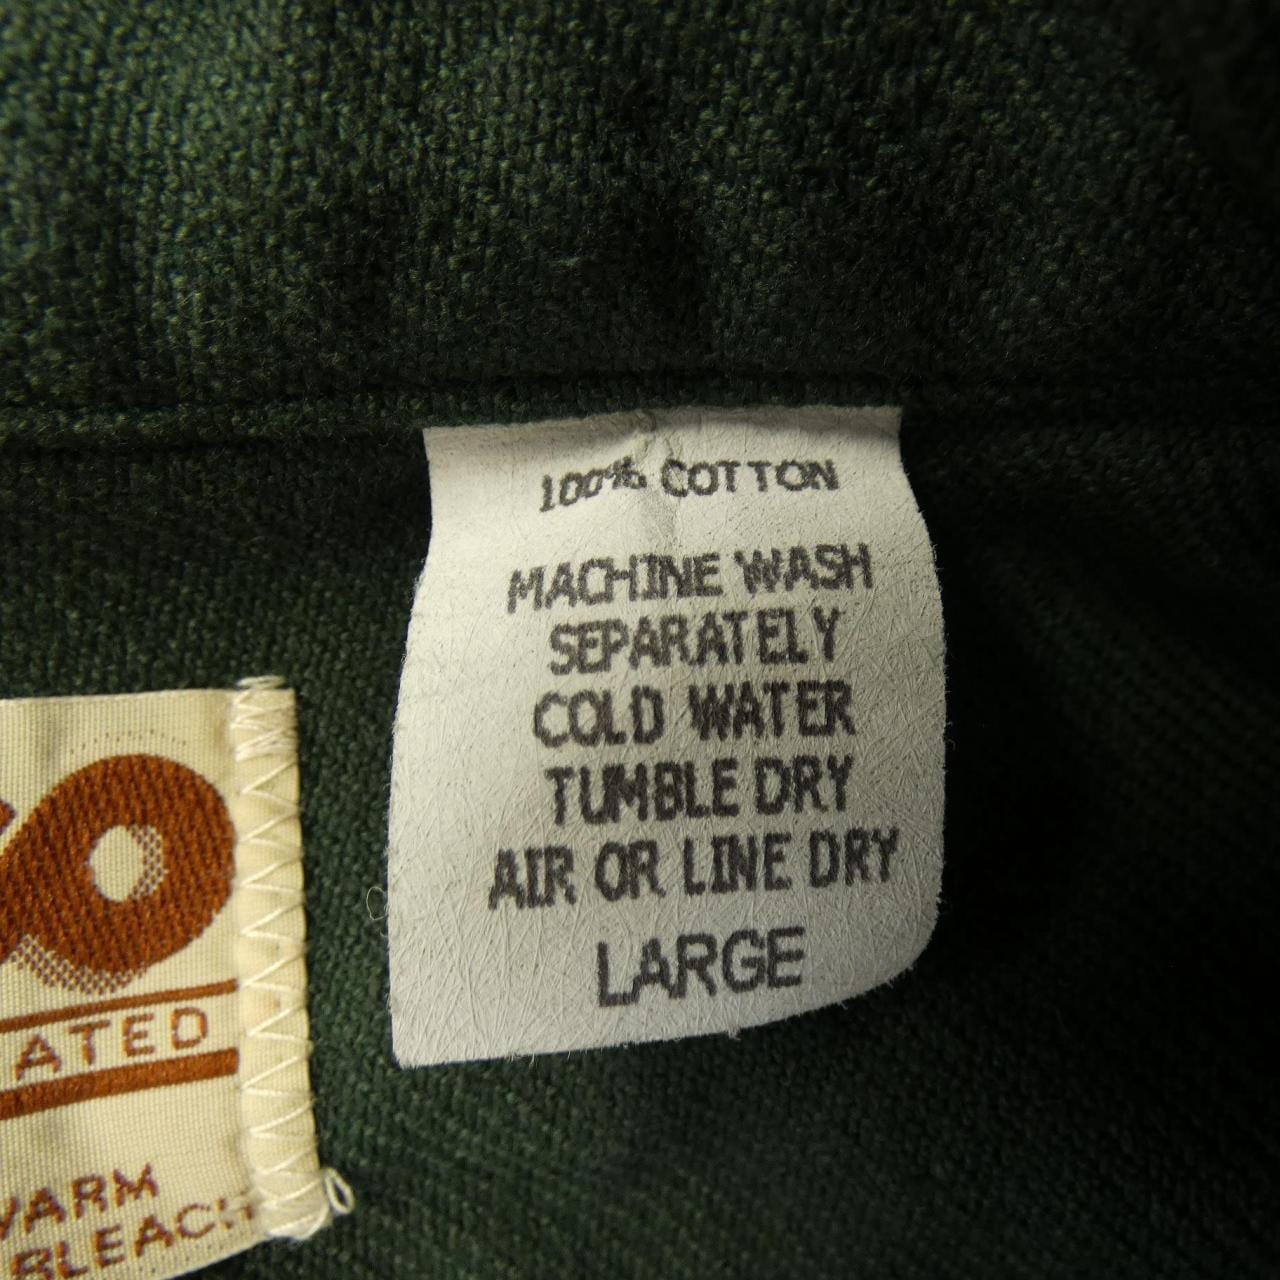 100% COTTON
MACHINE WASH
SEPARATELY
COLD WATER
TUMBLE DRY
AIR OR LINE DRY
LARGE
O
ATED
WARM
BLEACH